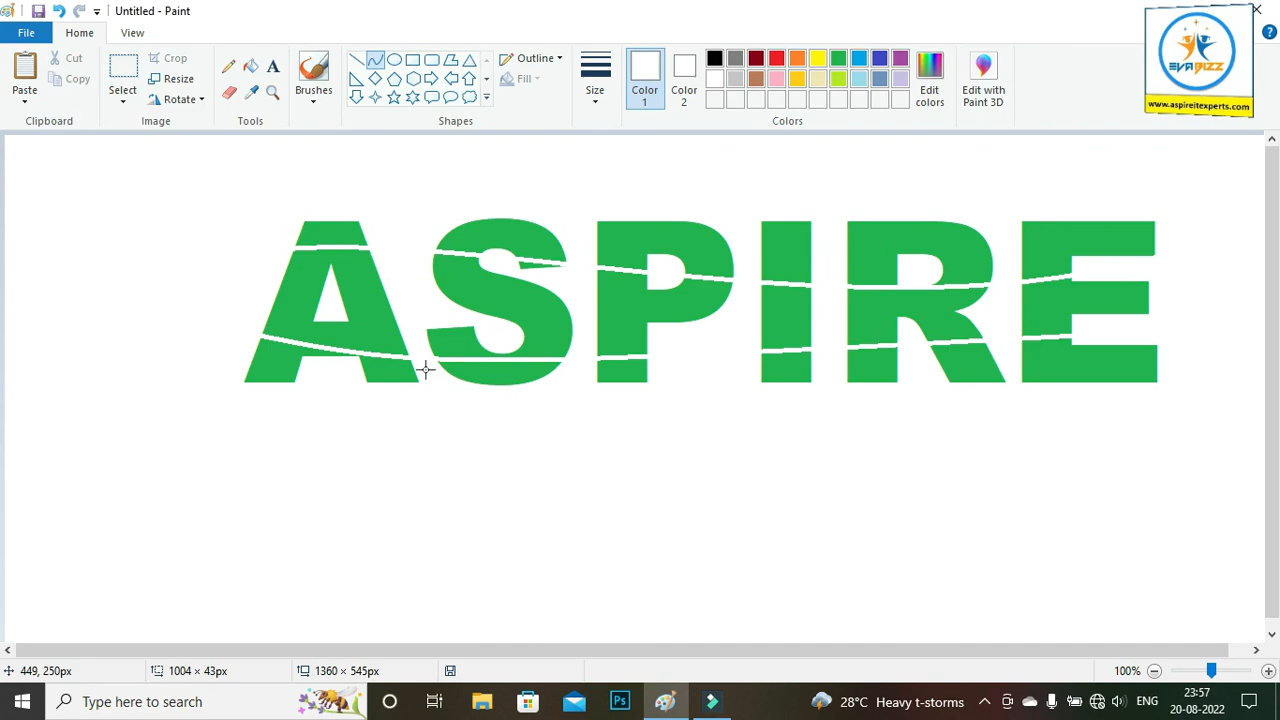 Untitled - Paint
File
Home
View
Paste
Cut
Copy
Clipboard
Select
Crop
Resize
Rotate
Image
A
Tools
Brushes
Outline
Fill
Shapes
Size
Color 1
Color 2
Edit colors
Edit with Paint 3D
Colors
EVABIZZ
www.aspireitexperts.com
ASPIRE
449, 250px
1004 × 43px
1360 × 545px
100%
Type here to search
Ps
28°C Heavy t-storms
ENG
23:57
20-08-2022